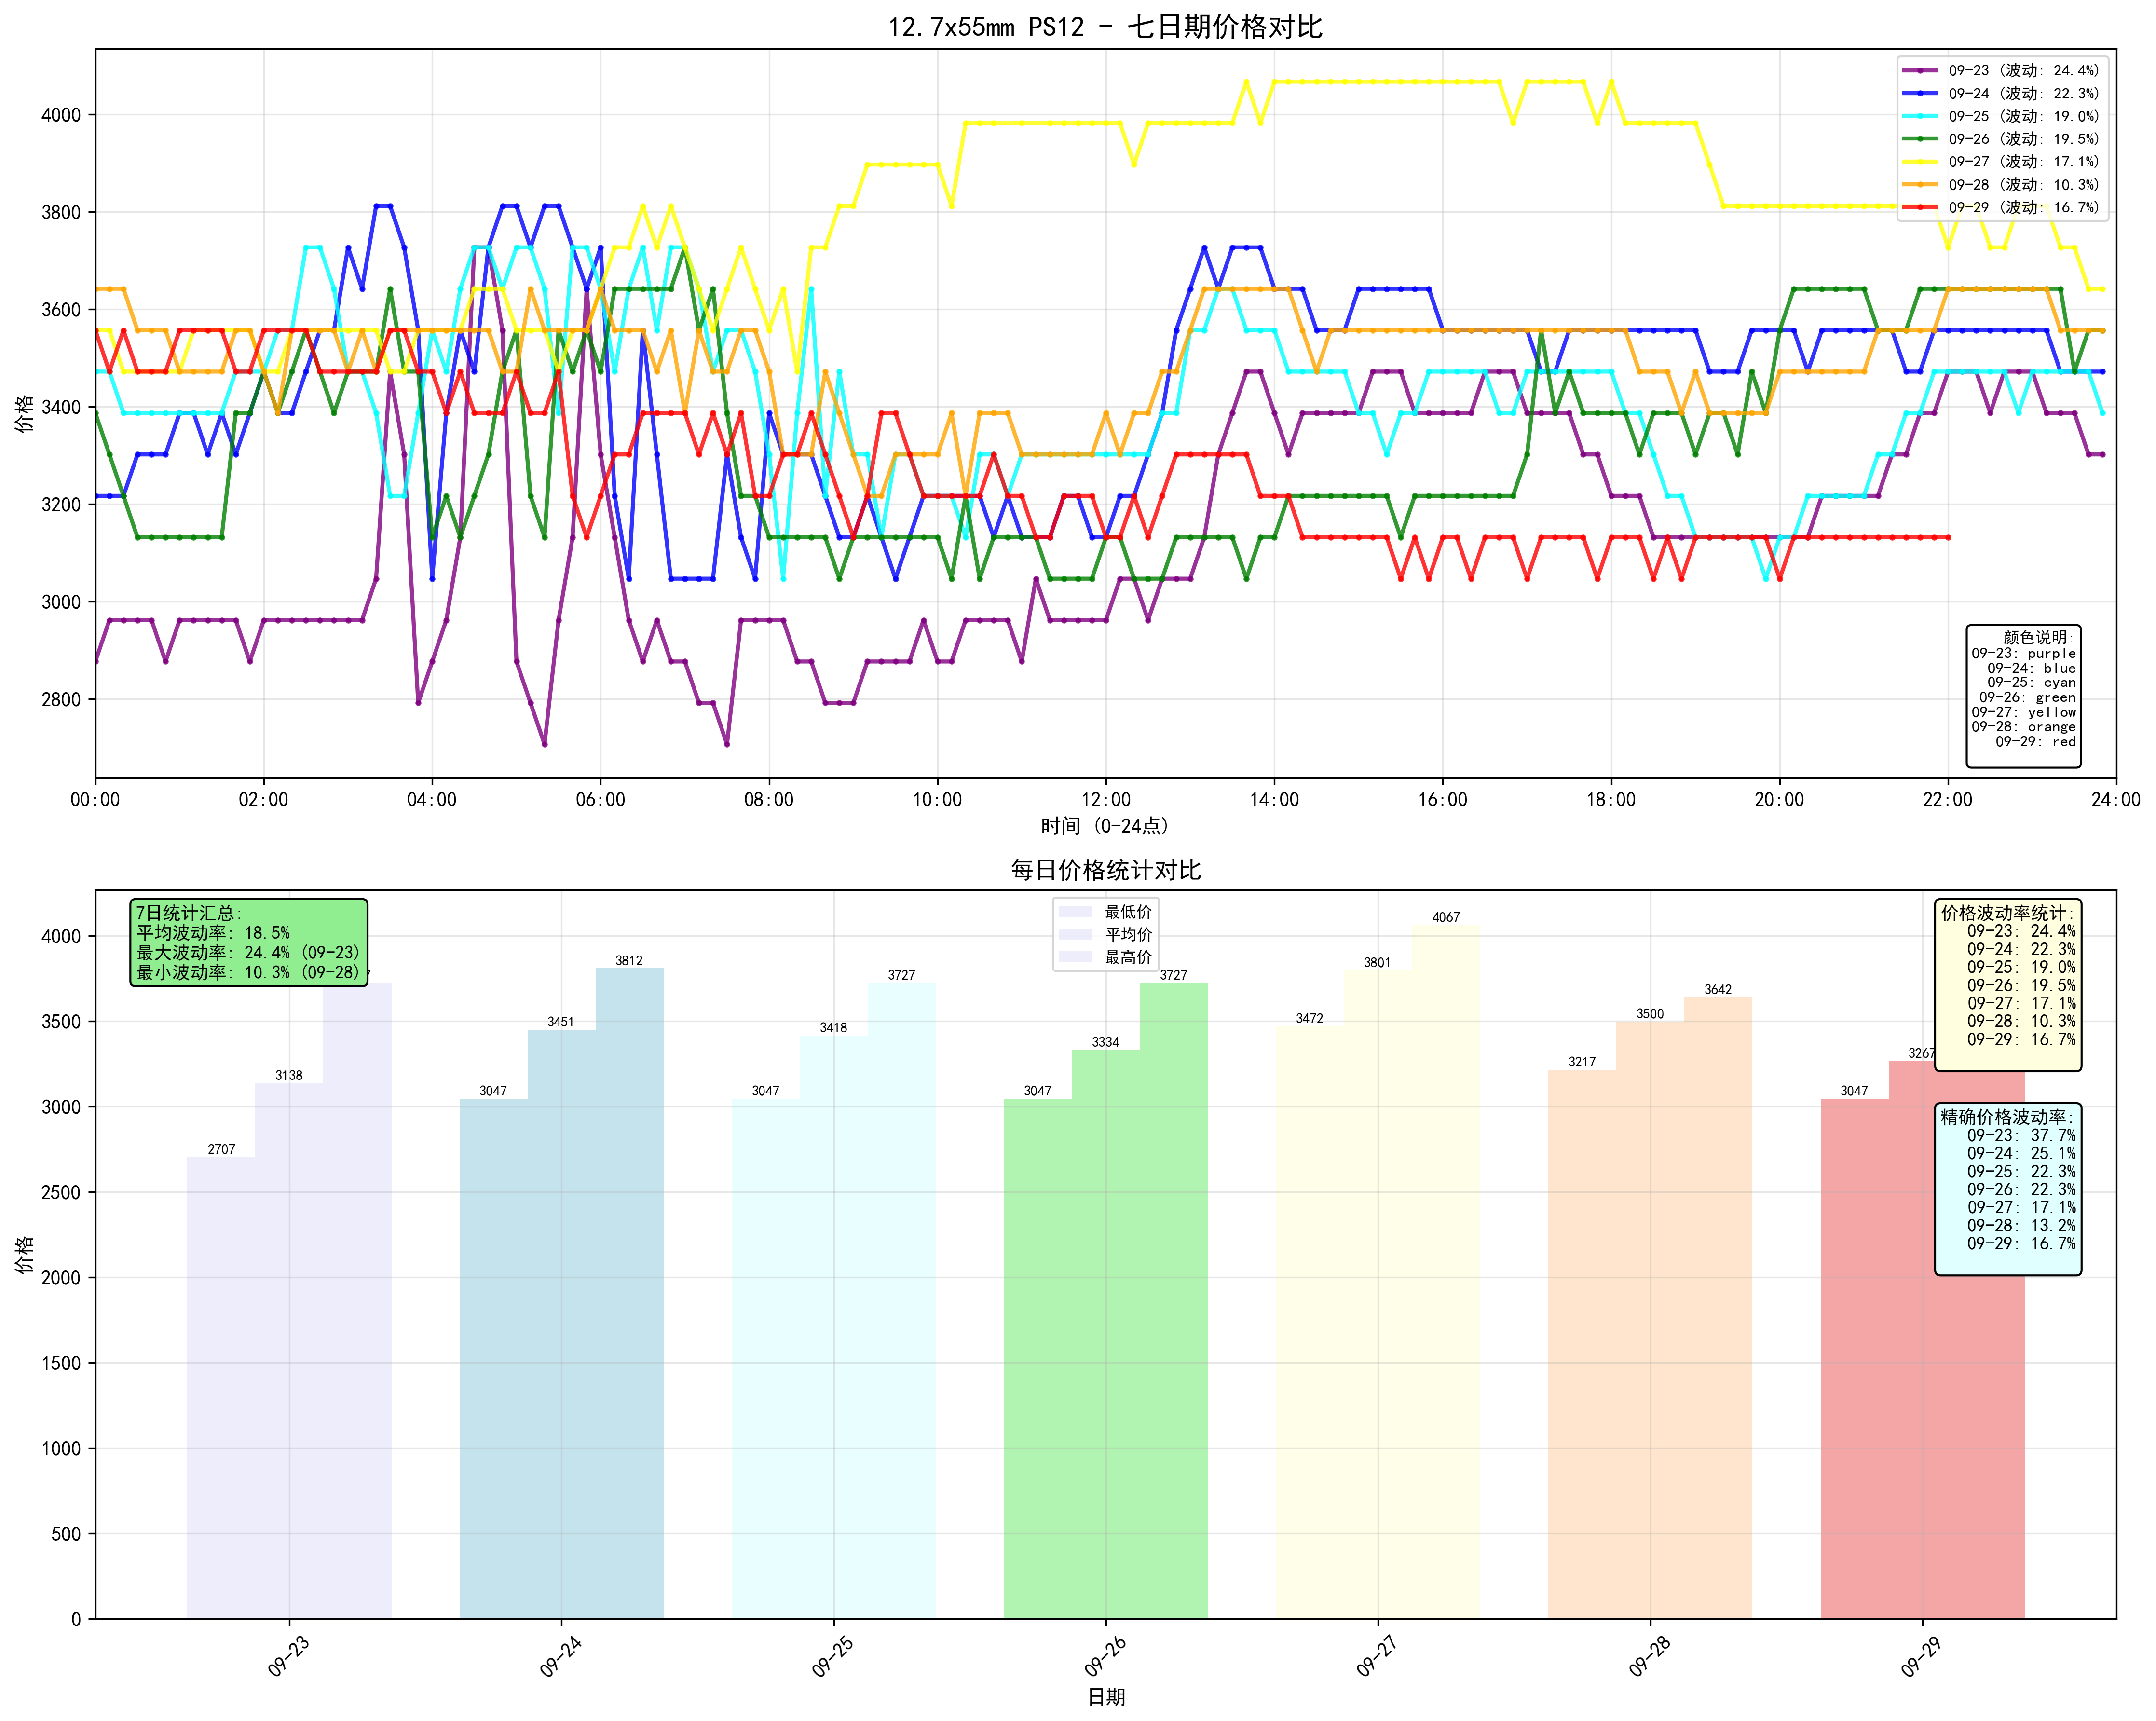 12.7x55mm PS12 - 七日期价格对比
价格
4000
3800
3600
3400
3200
3000
2800
09-23 (波动: 24.4%)
09-24 (波动: 22.3%)
09-25 (波动: 19.0%)
09-26 (波动: 19.5%)
09-27 (波动: 17.1%)
09-28 (波动: 10.3%)
09-29 (波动: 16.7%)
颜色说明:
09-23: purple
09-24: blue
09-25: cyan
09-26: green
09-27: yellow
09-28: orange
09-29: red
00:00 02:00 04:00 06:00 08:00 10:00 12:00 14:00 16:00 18:00 20:00 22:00 24:00
时间 (0-24点)
每日价格统计对比
价格
4000
3500
3000
2500
2000
1500
1000
500
0
7日统计汇总:
平均波动率: 18.5%
最大波动率: 24.4% (09-23)
最小波动率: 10.3% (09-28)
最低价
平均价
最高价
价格波动率统计:
09-23: 24.4%
09-24: 22.3%
09-25: 19.0%
09-26: 19.5%
09-27: 17.1%
09-28: 10.3%
09-29: 16.7%
精确价格波动率:
09-23: 37.7%
09-24: 25.1%
09-25: 22.3%
09-26: 22.3%
09-27: 17.1%
09-28: 13.2%
09-29: 16.7%
2707 3138
3047 3451 3812
3047 3418 3727
3047 3334 3727
3472 3801 4067
3217 3500 3642
3047 3267
09-23 09-24 09-25 09-26 09-27 09-28 09-29
日期